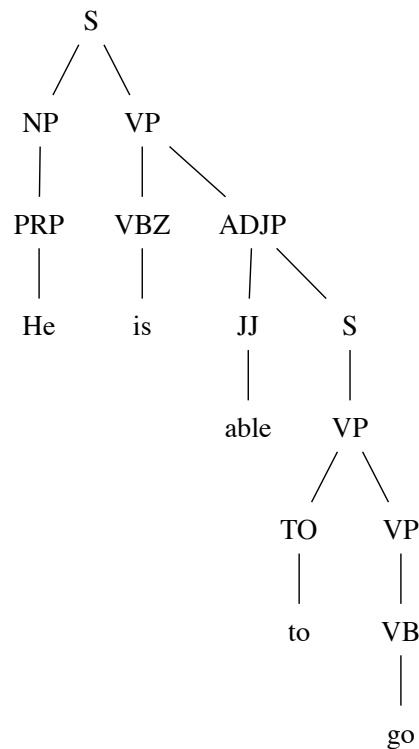 S
NP VP
PRP VBZ ADJP
He is JJ S
able VP
TO VP
to VB
go